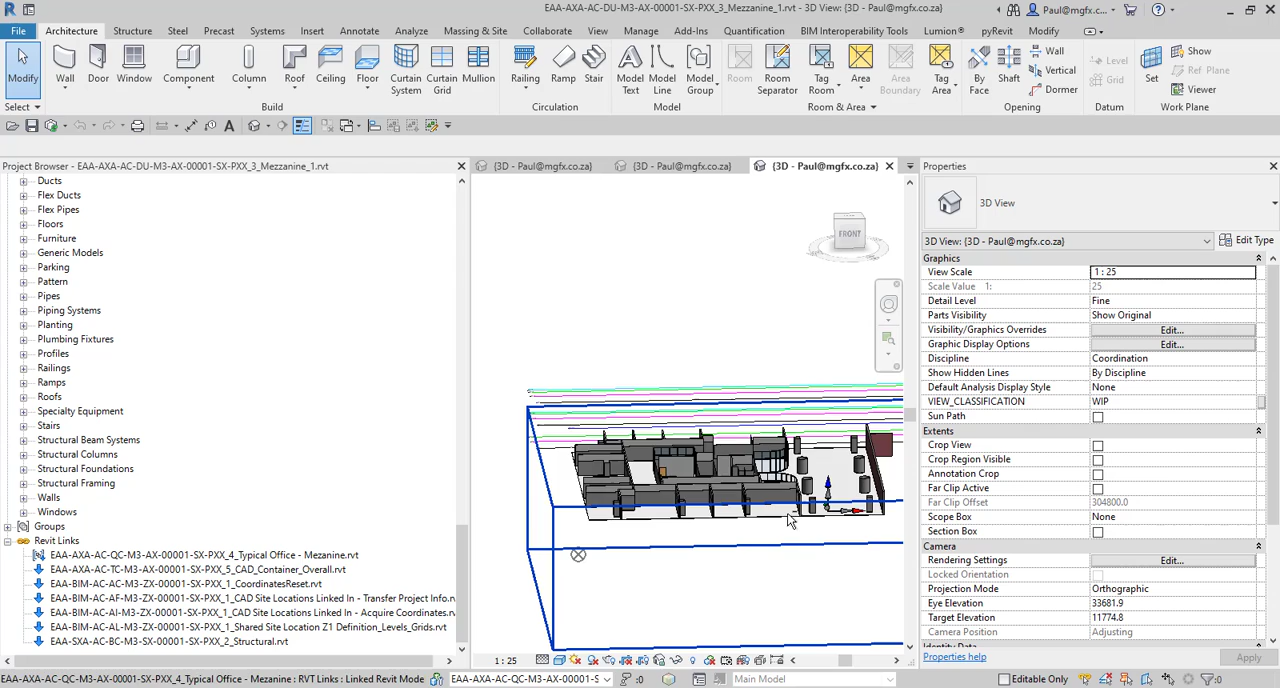 EAA-AXA-AC-DU-M3-AX-00001-SX-PXX_3_Mezzanine_1.rvt - 3D View: {3D - Paul@mgfx.co.za}
Paul@mgfx.c...
File Architecture Structure Steel Precast Systems Insert Annotate Analyze Massing & Site Collaborate View Manage Add-Ins Quantification BIM Interoperability Tools Lumion® pyRevit Modify
Modify Wall Door Window Component Column Roof Ceiling Floor Curtain System Curtain Grid Mullion Railing Ramp Stair Model Text Model Line Model Group Room Room Separator Tag Room Area Area Boundary Tag Area By Face Shaft Wall Vertical Dormer Level Grid Set Show Ref Plane Viewer
Select Build Circulation Model Room & Area Opening Datum Work Plane
Project Browser - EAA-AXA-AC-DU-M3-AX-00001-SX-PXX_3_Mezzanine_1.rvt
{3D - Paul@mgfx.co.za} {3D - Paul@mgfx.co.za} {3D - Paul@mgfx.co.za}
Properties
Ducts
Flex Ducts
Flex Pipes
Floors
Furniture
Generic Models
Parking
Pattern
Pipes
Piping Systems
Planting
Plumbing Fixtures
Profiles
Railings
Ramps
Roofs
Specialty Equipment
Stairs
Structural Beam Systems
Structural Columns
Structural Foundations
Structural Framing
Walls
Windows
Groups
Revit Links
EAA-AXA-AC-QC-M3-AX-00001-SX-PXX_4_Typical Office - Mezanine.rvt
EAA-AXA-AC-TC-M3-AX-00001-SX-PXX_3_CAD_Container_Overall.rvt
EAA-BIM-AC-AC-M3-ZX-00001-SX-PXX_1_CoordinatesReset.rvt
EAA-BIM-AC-AF-M3-ZX-00001-SX-PXX_1_CAD Site Locations Linked In - Transfer Project Info.rvt
EAA-BIM-AC-AI-M3-ZX-00001-SX-PXX_1_CAD Site Locations Linked In - Acquire Coordinates.rvt
EAA-BIM-AC-AL-M3-ZX-00001-SX-PXX_1_Shared Site Location Z1 Definition_Levels_Grids.rvt
EAA-SXA-AC-BC-M3-SX-00001-SX-PXX_2_Structural.rvt
FRONT
3D View
3D View: {3D - Paul@mgfx.co.za} Edit Type
Graphics
View Scale 1 : 25
Scale Value 1: 25
Detail Level Fine
Parts Visibility Show Original
Visibility/Graphics Overrides Edit...
Graphic Display Options Edit...
Discipline Coordination
Show Hidden Lines By Discipline
Default Analysis Display Style None
VIEW_CLASSIFICATION WIP
Sun Path
Extents
Crop View
Crop Region Visible
Annotation Crop
Far Clip Active
Far Clip Offset 304800.0
Scope Box None
Section Box
Camera
Rendering Settings Edit...
Locked Orientation
Projection Mode Orthographic
Eye Elevation 33681.9
Target Elevation 11774.8
Camera Position Adjusting
Identity Data
Properties help Apply
1 : 25
EAA-AXA-AC-QC-M3-AX-00001-SX-PXX_4_Typical Office - Mezanine : RVT Links : Linked Revit Mode EAA-AXA-AC-QC-M3-AX-00001-S :0 Main Model Editable Only :0